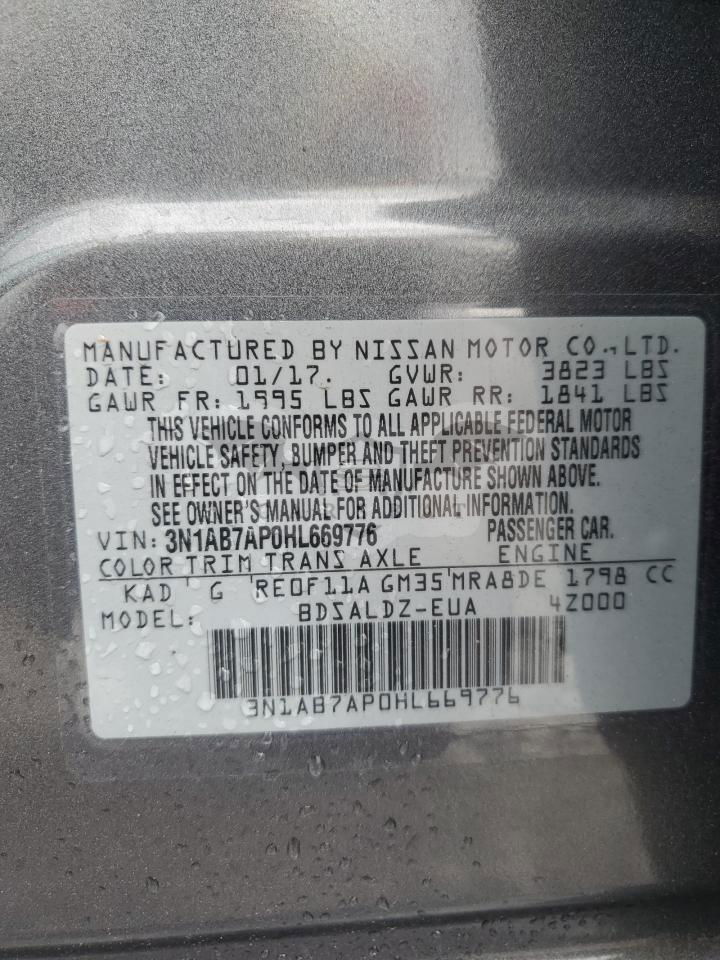 MANUFACTURED BY NISSAN MOTOR CO., LTD.
DATE: 01/17. GVWR: 3823 LBS
GAWR FR: 1995 LBS GAWR RR: 1841 LBS
THIS VEHICLE CONFORMS TO ALL APPLICABLE FEDERAL MOTOR
VEHICLE SAFETY, BUMPER AND THEFT PREVENTION STANDARDS
IN EFFECT ON THE DATE OF MANUFACTURE SHOWN ABOVE.
SEE OWNER'S MANUAL FOR ADDITIONAL INFORMATION.
VIN: 3N1AB7AP0HL669776 PASSENGER CAR.
COLOR TRIM TRANS AXLE ENGINE
KAD G RE0F11A GM35 MRA8DE 1798 CC
MODEL: BDSALDZ-EUA 4Z000
3N1AB7AP0HL669776